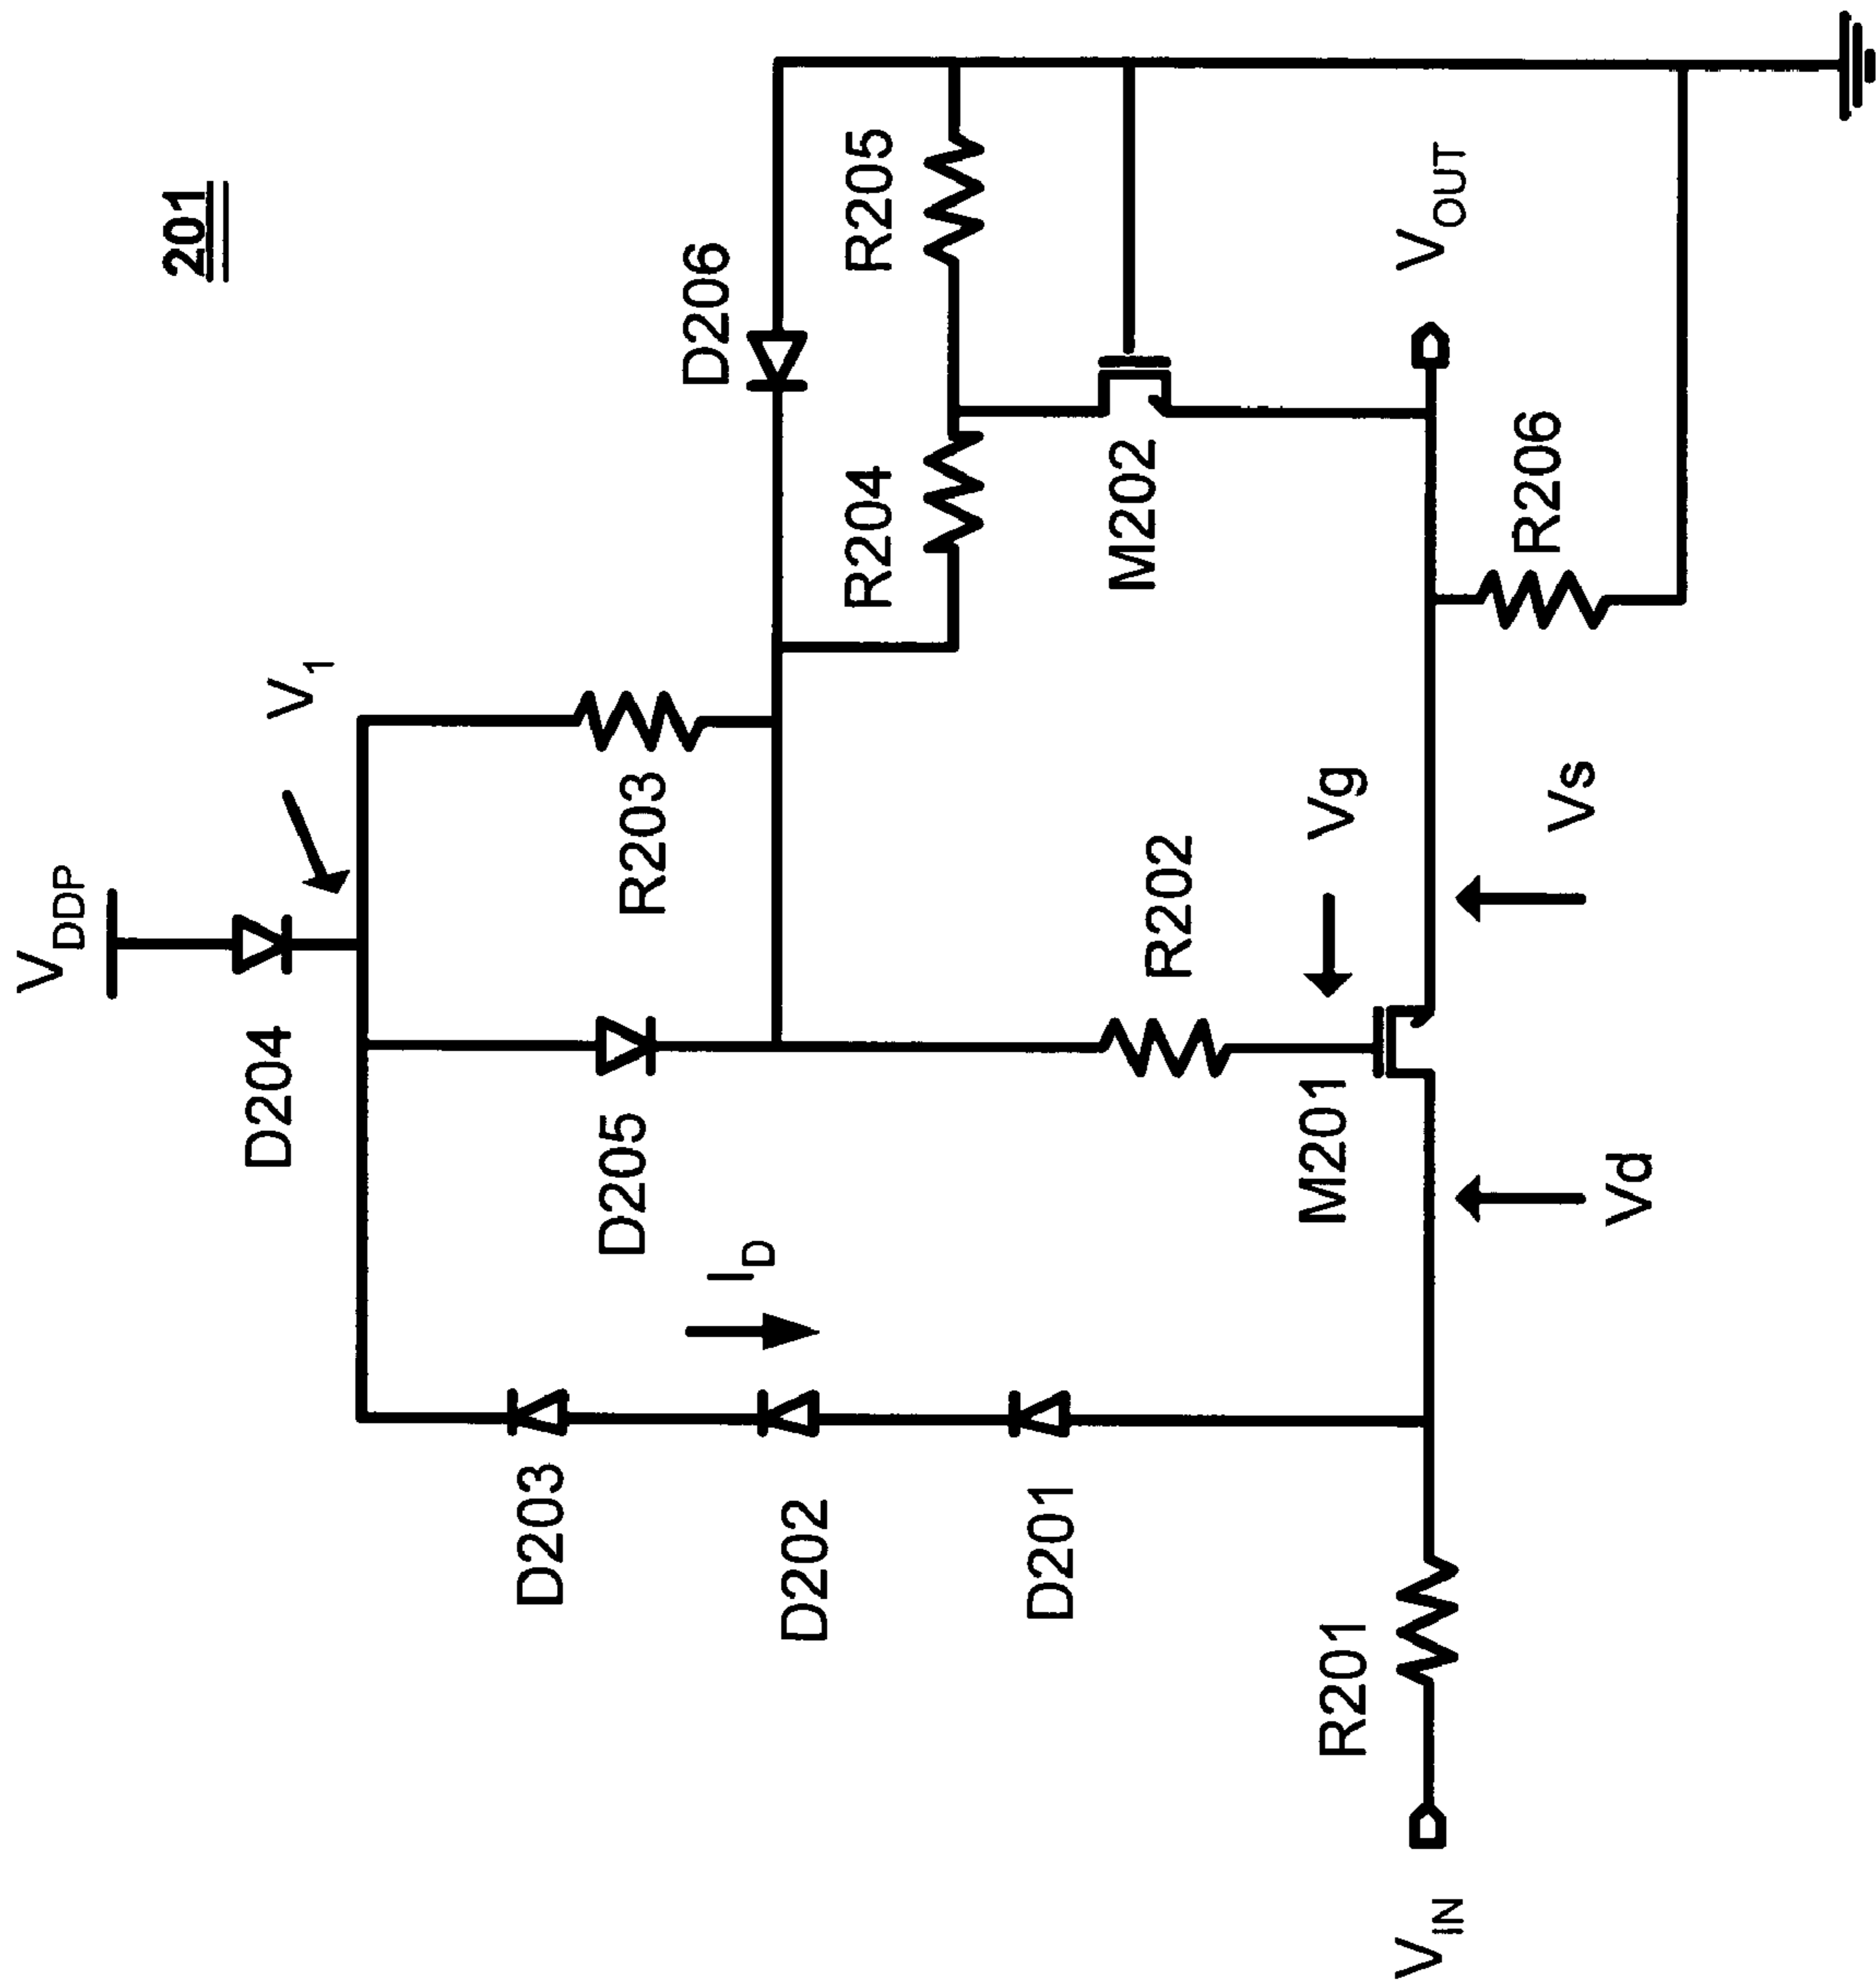 201
V_DDP
V_1
D204
D206
R205
R203
R204
D205
I_D
D203
D202
D201
R202
M202
V_OUT
Vg
M201
R206
R201
V_IN
Vd
Vs